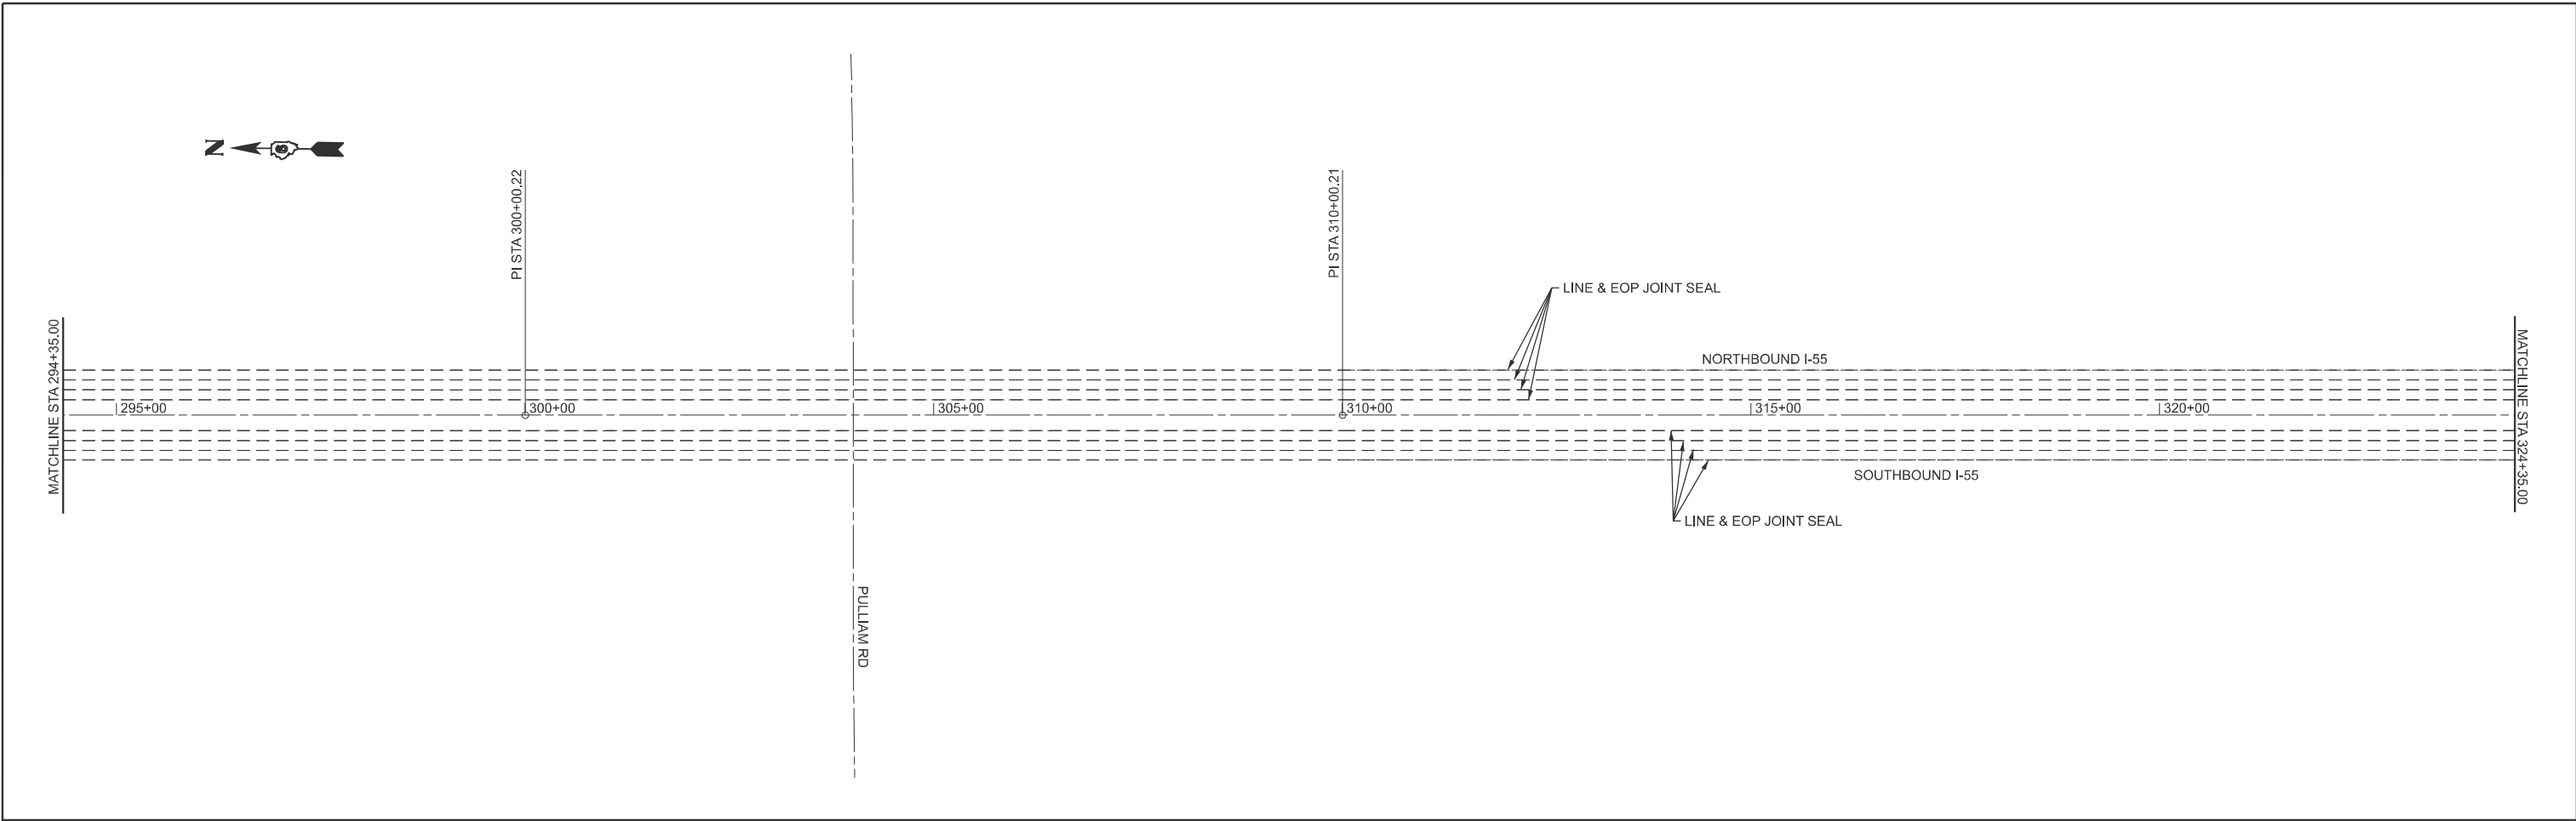 N
PI STA 300+00.22
PI STA 310+00.21
LINE & EOP JOINT SEAL
NORTHBOUND I-55
MATCHLINE STA 294+35.00
295+00
300+00
305+00
310+00
315+00
320+00
MATCHLINE STA 324+35.00
SOUTHBOUND I-55
LINE & EOP JOINT SEAL
PULLIAM RD